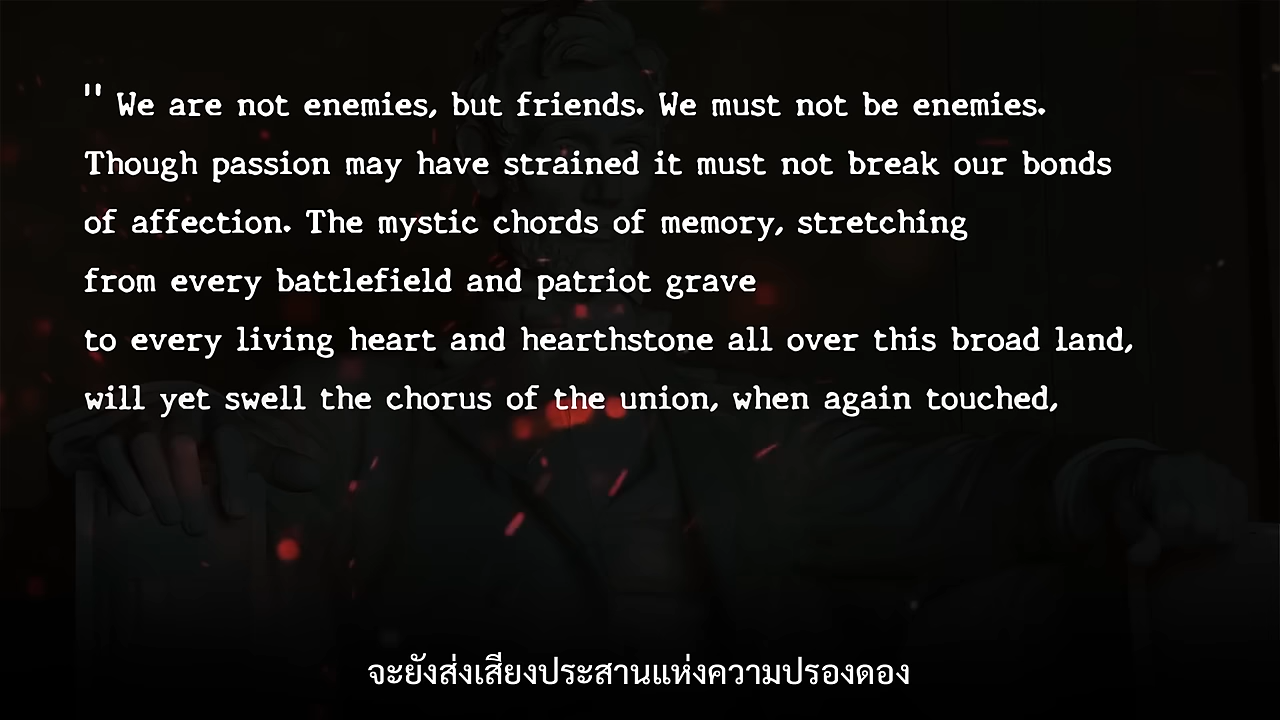 " We are not enemies, but friends. We must not be enemies.
Though passion may have strained it must not break our bonds
of affection. The mystic chords of memory, stretching
from every battlefield and patriot grave
to every living heart and hearthstone all over this broad land,
will yet swell the chorus of the union, when again touched,
จะยังส่งเสียงประสานแห่งความปรองดอง